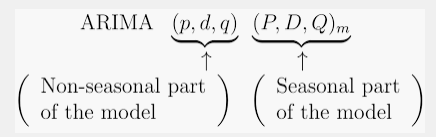 ARIMA (p, d, q) (P, D, Q)m
↑ ↑
( Non-seasonal part of the model ) ( Seasonal part of the model )